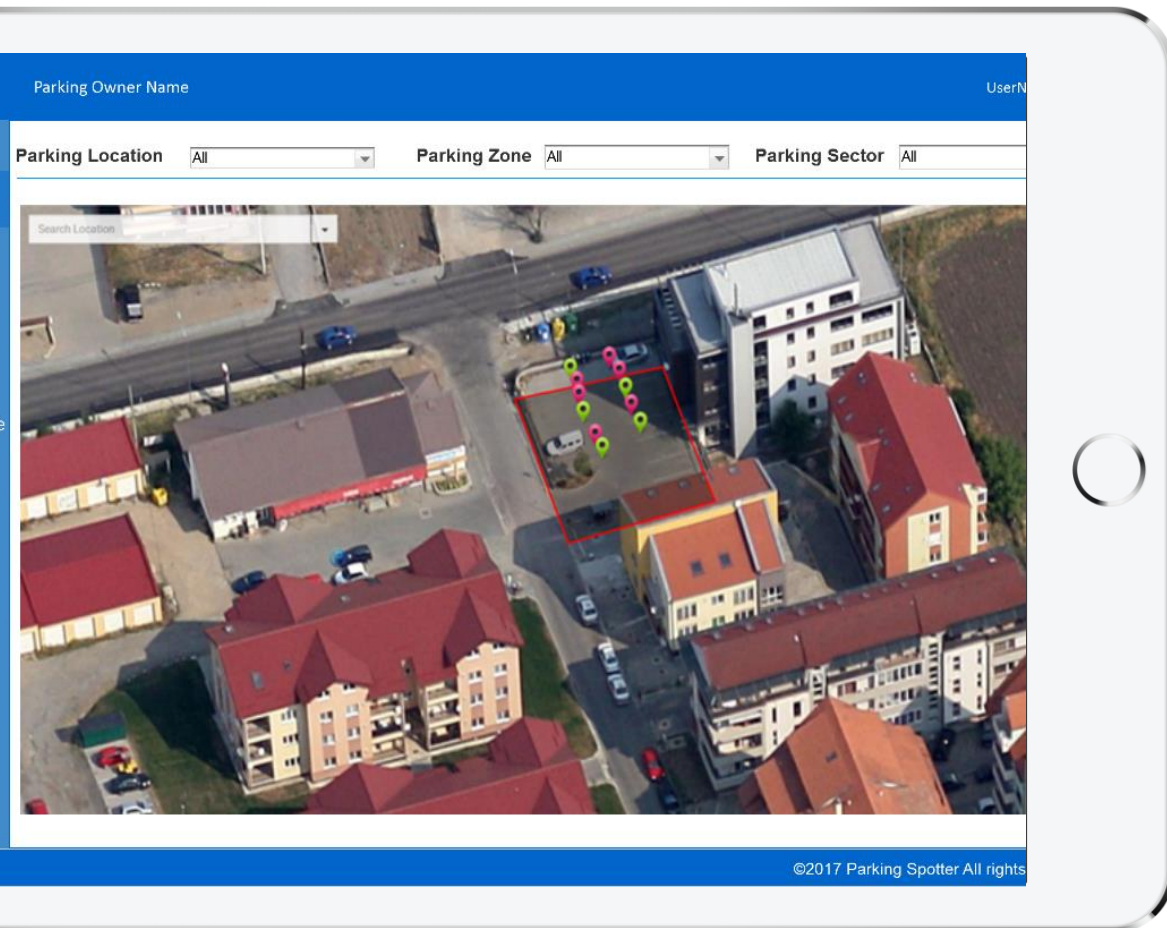 Parking Owner Name
UserN
Parking Location
All
Parking Zone
All
Parking Sector
All
Search Location
e
©2017 Parking Spotter All rights